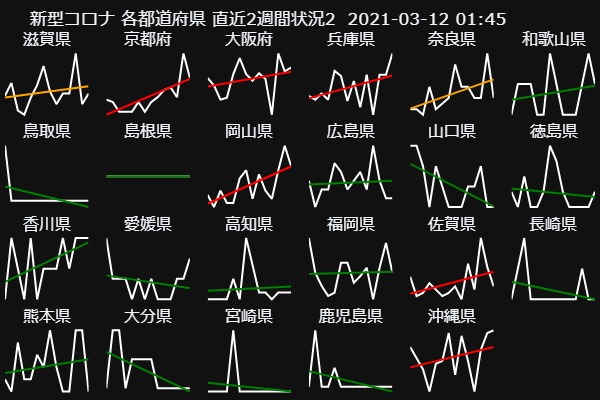 新型コロナ 各都道府県 直近2週間状況2 2021-03-12 01:45
滋賀県 京都府 大阪府 兵庫県 奈良県 和歌山県
鳥取県 島根県 岡山県 広島県 山口県 徳島県
香川県 愛媛県 高知県 福岡県 佐賀県 長崎県
熊本県 大分県 宮崎県 鹿児島県 沖縄県